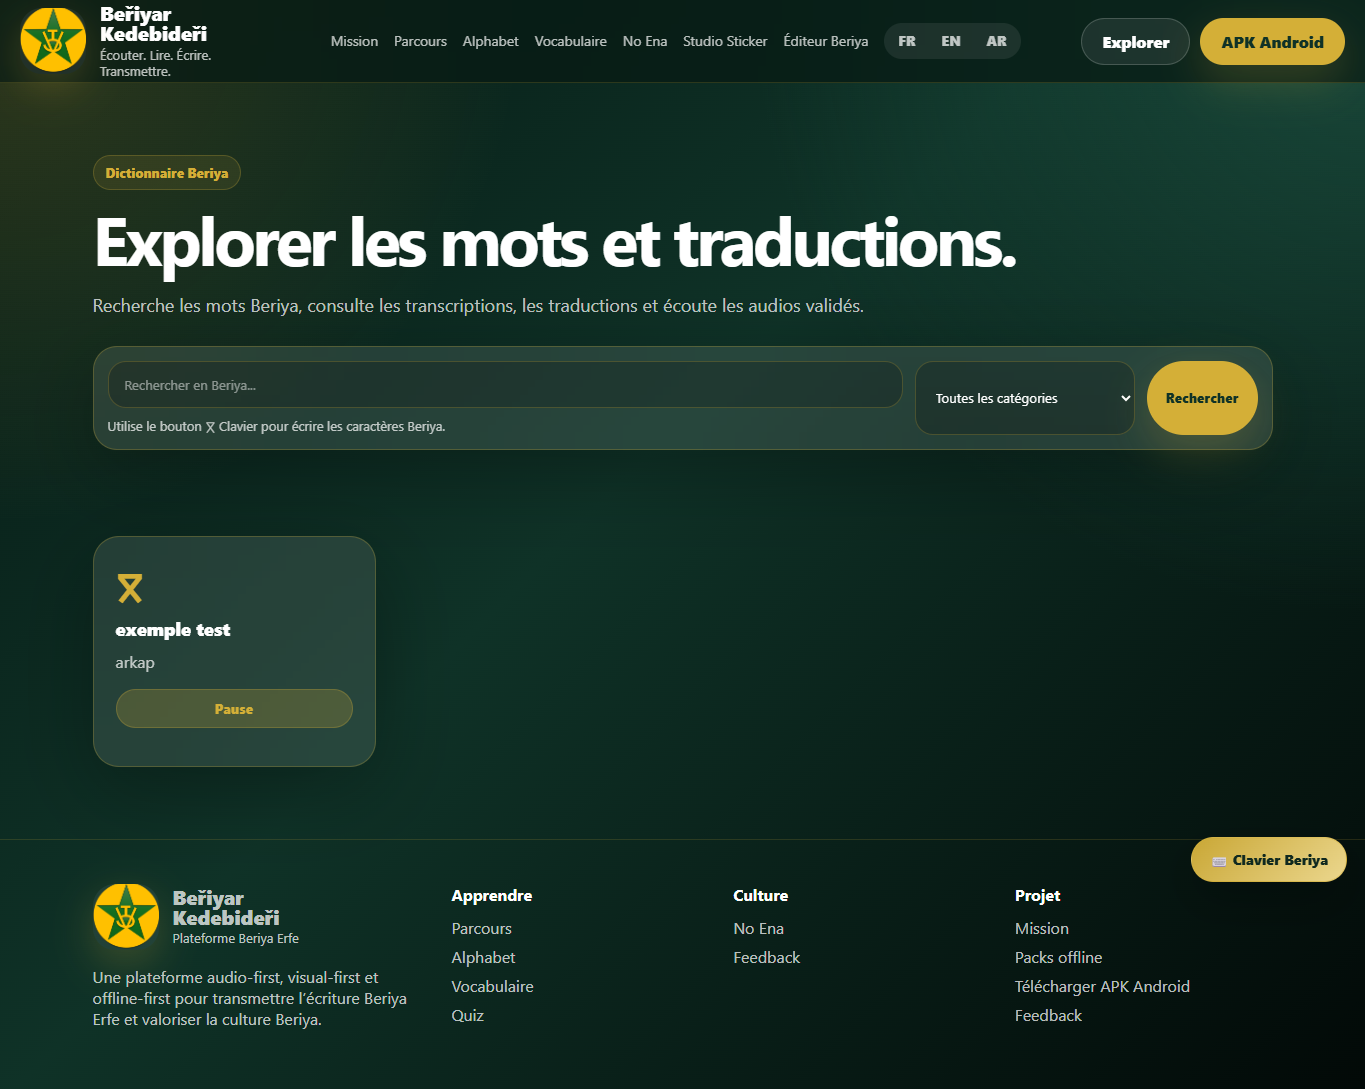 Beřiyar
Kedebideři
Écouter. Lire. Écrire.
Transmettre.
Mission Parcours Alphabet Vocabulaire No Ena Studio Sticker Éditeur Beriya FR EN AR Explorer APK Android
Dictionnaire Beriya
Explorer les mots et traductions.
Recherche les mots Beriya, consulte les transcriptions, les traductions et écoute les audios validés.
Rechercher en Beriya...
Toutes les catégories
Rechercher
Utilise le bouton Clavier pour écrire les caractères Beriya.
exemple test
arkap
Pause
Clavier Beriya
Beřiyar
Kedebideři
Plateforme Beriya Erfe
Une plateforme audio-first, visual-first et
offline-first pour transmettre l’écriture Beriya
Erfe et valoriser la culture Beriya.
Apprendre
Parcours
Alphabet
Vocabulaire
Quiz
Culture
No Ena
Feedback
Projet
Mission
Packs offline
Télécharger APK Android
Feedback